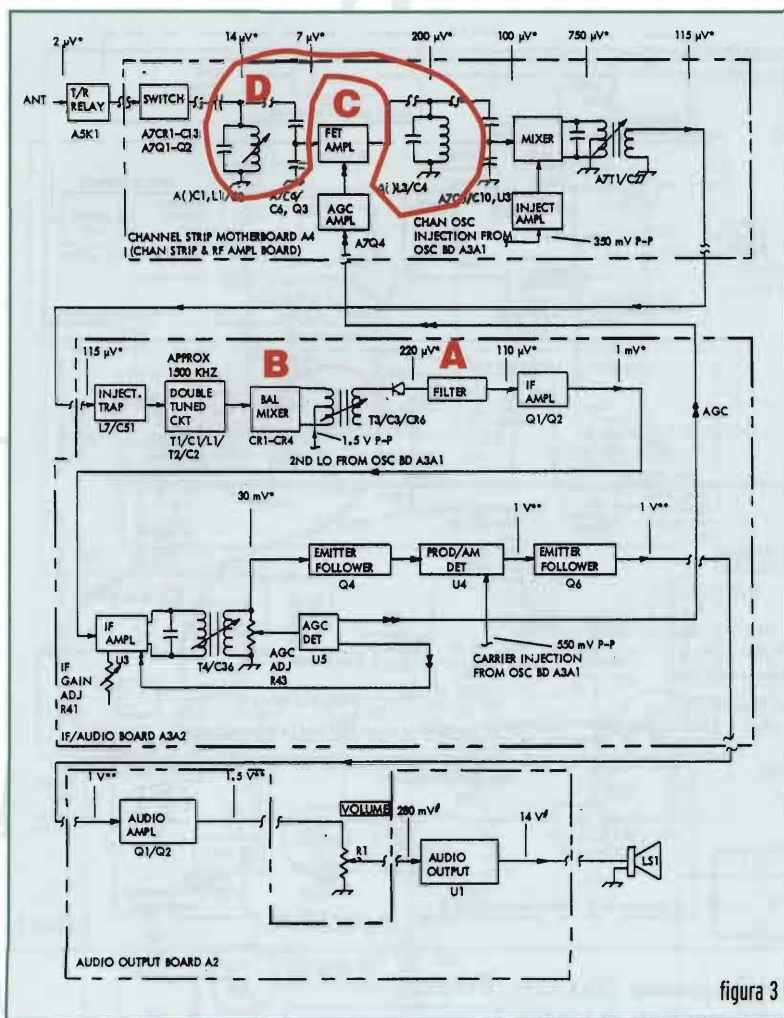 2 µV*
14 µV*
7 µV*
200 µV*
100 µV*
750 µV*
115 µV*
D
C
ANT
T/R RELAY
A5K1
SWITCH
A7CR1-C13;
A7Q1-Q2
FET AMPL
MIXER
A7T1/C27
C6, Q3
A()L3/C4
AGC AMPL
A7Q4
INJECT AMPL
CHANNEL STRIP MOTHERBOARD A4
(CHAN STRIP & RF AMPL BOARD)
CHAN OSC
INJECTION FROM
OSC BD A3A1
350 mV P-P
115 µV*
APPROX
1500 KHZ
B
A
220 µV*
110 µV*
1 mV*
AGC
INJECT. TRAP
L7/C51
DOUBLE TUNED CKT
T1/C1/L1/
T2/C2
BAL MIXER
CR1-CR4
T3/C3/CR6
FILTER
IF AMPL
Q1/Q2
1.5 V P-P
2ND LO FROM OSC BD A3A1
30 mV*
1 V**
1 V**
EMITTER FOLLOWER
Q4
PROD/AM DET
U4
EMITTER FOLLOWER
Q6
IF AMPL
U3
T4/C36
AGC ADJ R43
AGC DET
U5
550 mV P-P
CARRIER INJECTION
FROM OSC BD A3A1
IF GAIN ADJ R41
IF/AUDIO BOARD A3A2
1 V**
1.5 V**
AUDIO AMPL
Q1/Q2
VOLUME
R1
280 mV
14 V
AUDIO OUTPUT
U1
LS1
AUDIO OUTPUT BOARD A2
figura 3